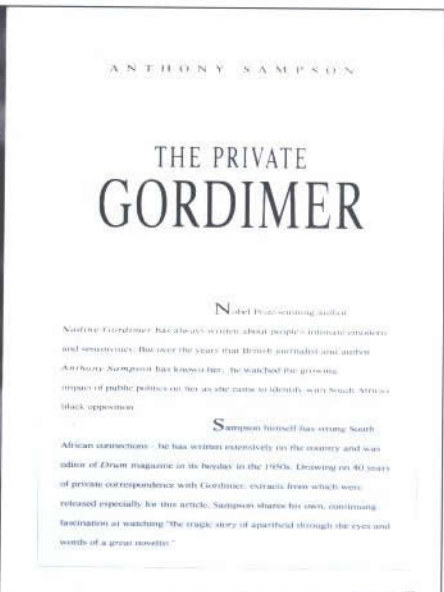 ANTHONY SAMPSON
THE PRIVATE
GORDIMER
Nobel Prize-winning author
Nadine Gordimer has always written about people's intimate emotions
and sensitivities. But over the years that British journalist and author
Anthony Sampson has known her, he watched the growing
impact of public politics on her as she came to identify with South Africa's
black opposition
Sampson himself has strong South
African connections - he has written extensively on the country and was
editor of Drum magazine in its heyday in the 1950s. Drawing on 40 years
of private correspondence with Gordimer, extracts from which were
released especially for this article, Sampson shares his own, continuing
fascination at watching "the tragic story of apartheid through the eyes and
words of a great novelist."